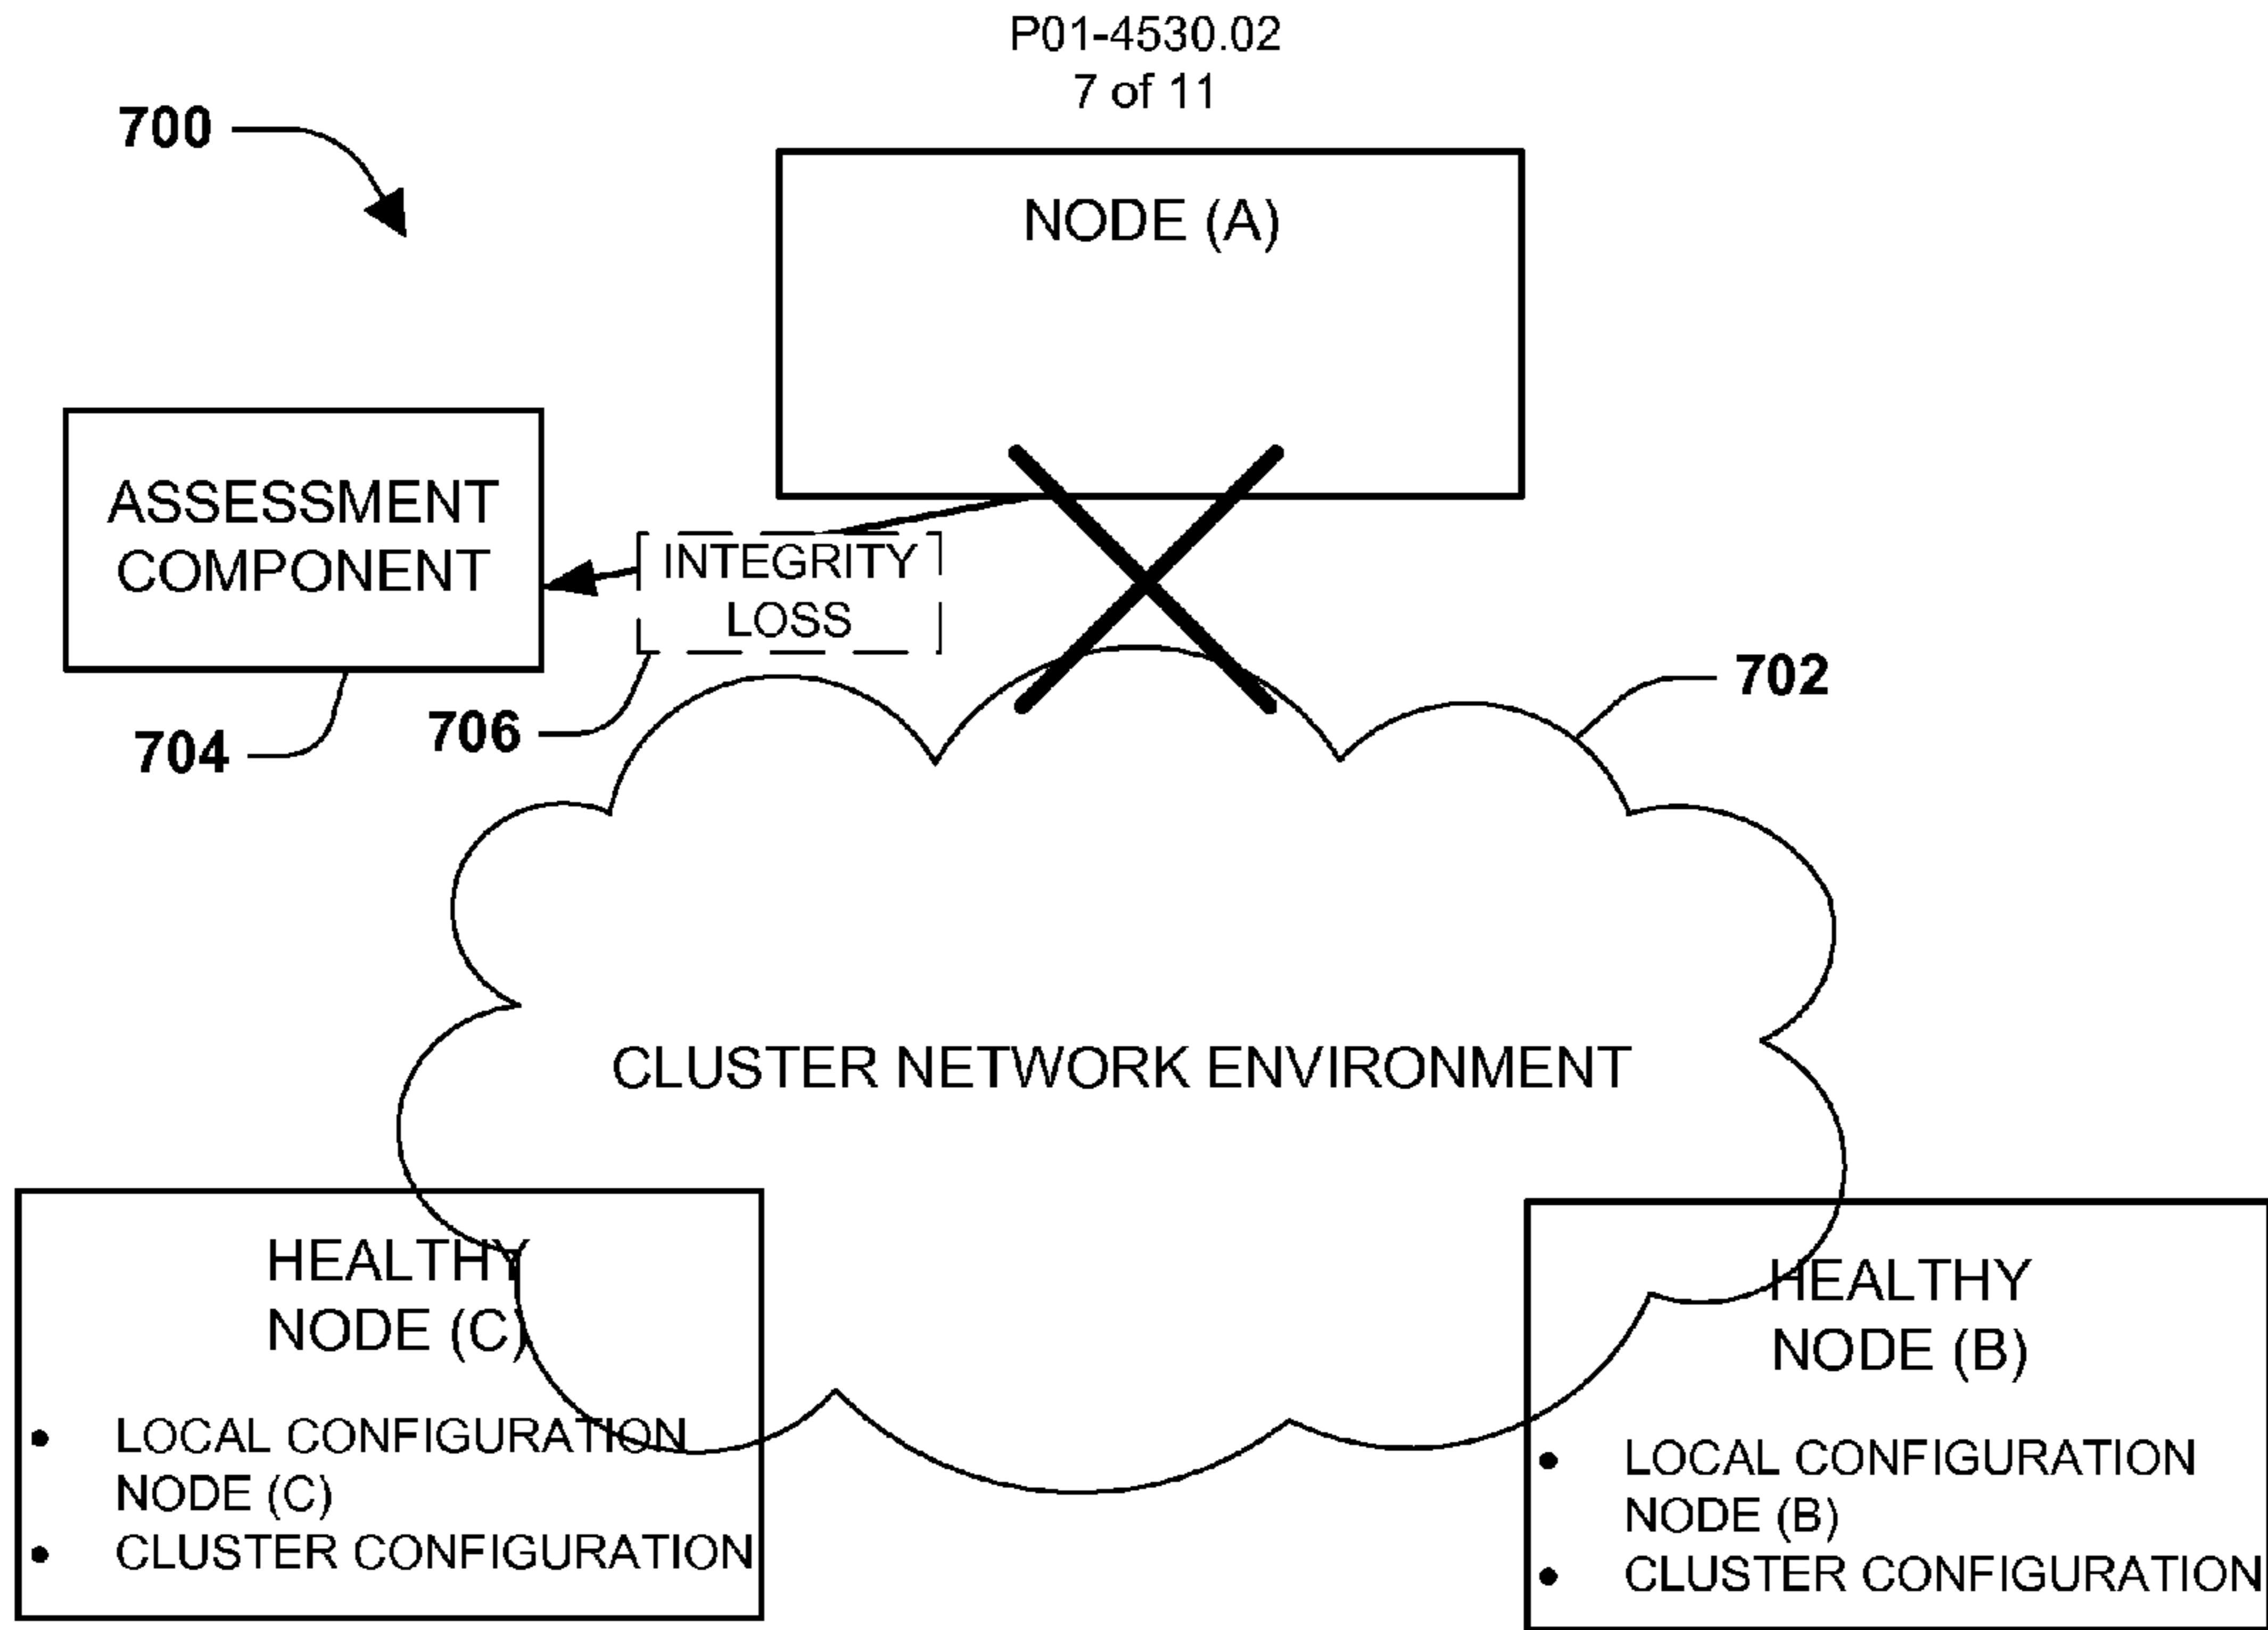 P01-4530.02
7 of 11
700
NODE (A)
ASSESSMENT
COMPONENT
INTEGRITY
LOSS
702
704
706
CLUSTER NETWORK ENVIRONMENT
HEALTHY
NODE (C)
• LOCAL CONFIGURATION
NODE (C)
• CLUSTER CONFIGURATION
HEALTHY
NODE (B)
• LOCAL CONFIGURATION
NODE (B)
• CLUSTER CONFIGURATION